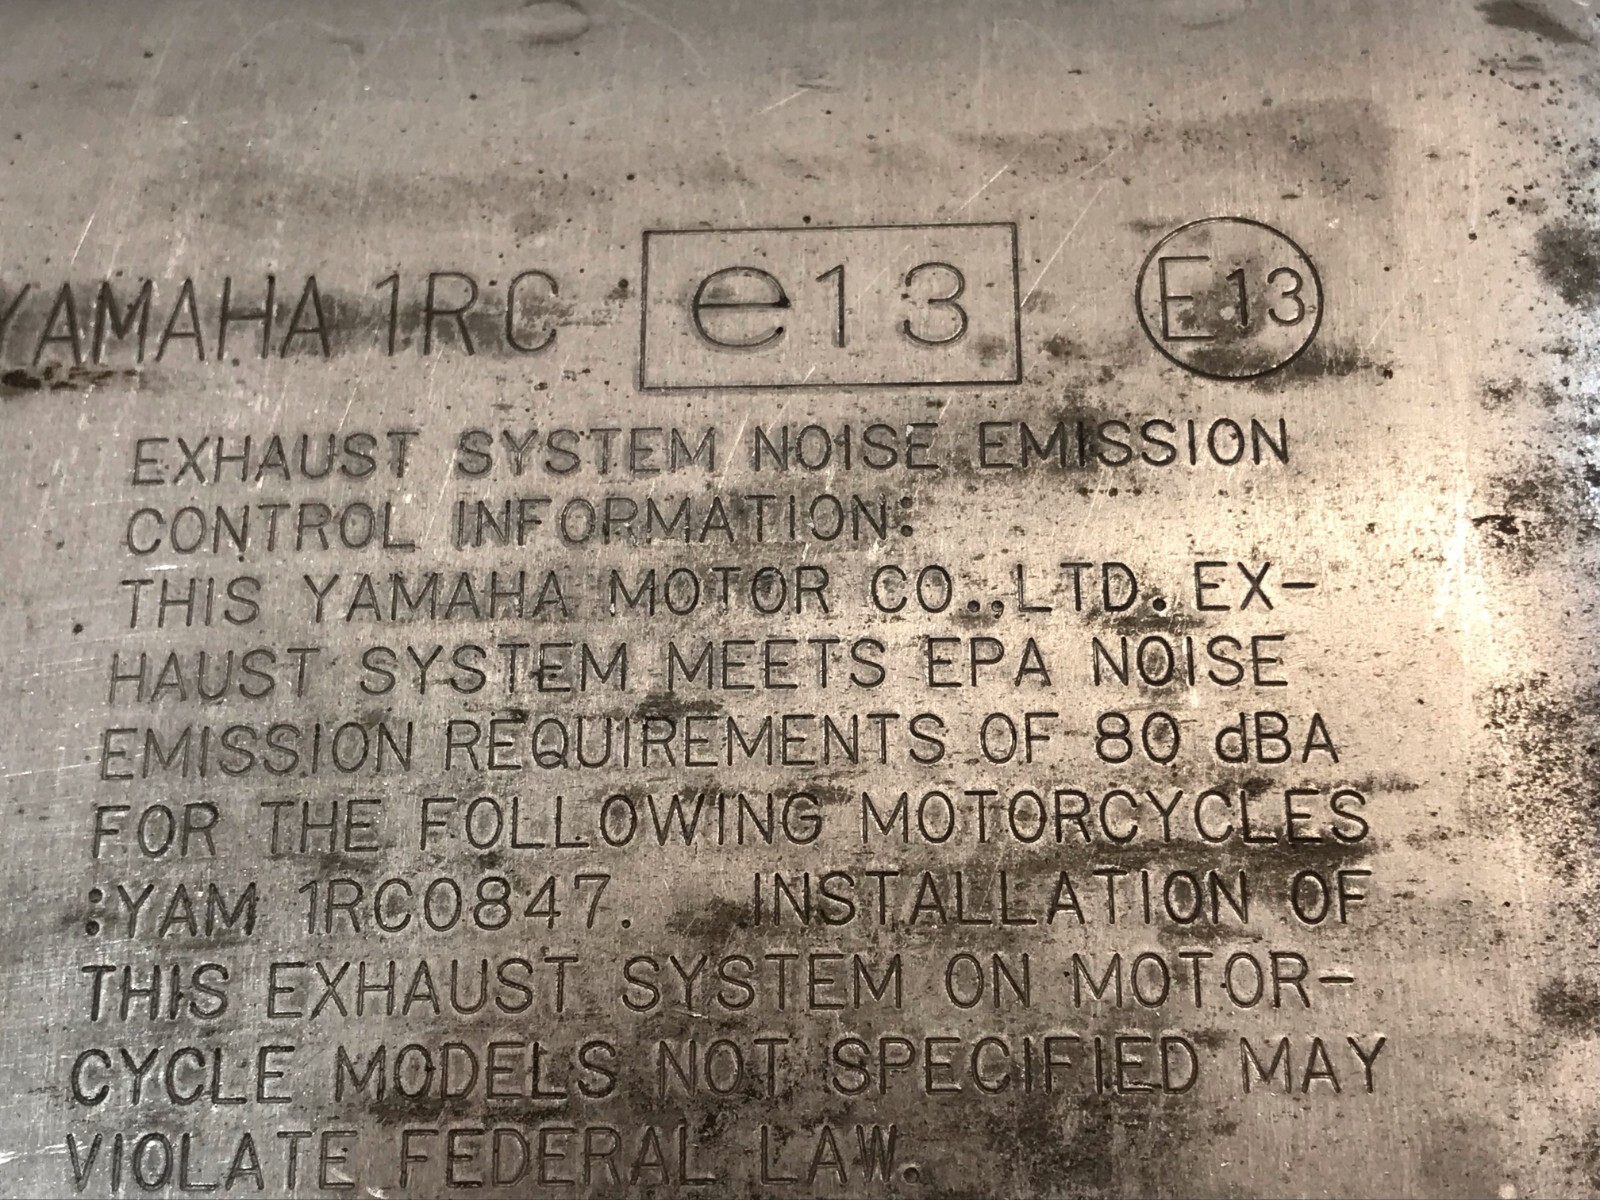 YAMAHA 1RC e13 E13
EXHAUST SYSTEM NOISE EMISSION
CONTROL INFORMATION:
THIS YAMAHA MOTOR CO.,LTD. EX-
HAUST SYSTEM MEETS EPA NOISE
EMISSION REQUIREMENTS OF 80 dBA
FOR THE FOLLOWING MOTORCYCLES
:YAM 1RC0847. INSTALLATION OF
THIS EXHAUST SYSTEM ON MOTOR-
CYCLE MODELS NOT SPECIFIED MAY
VIOLATE FEDERAL LAW.